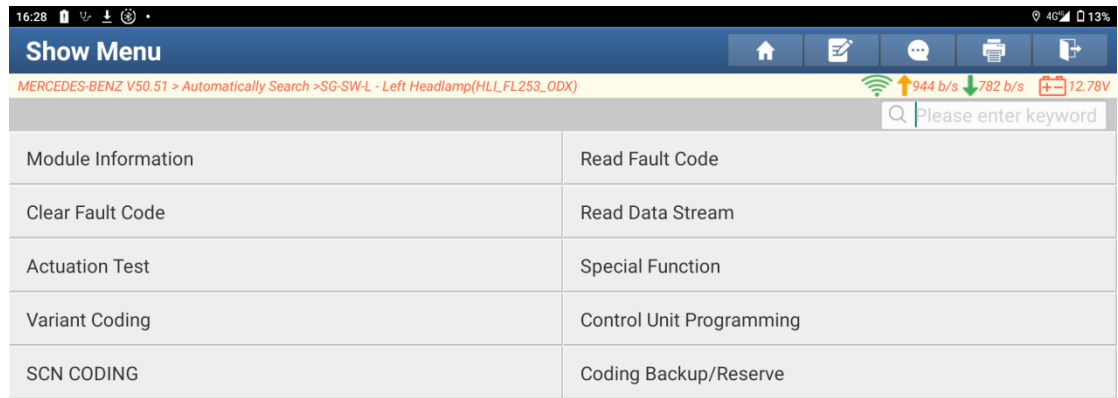 16:28 4G 13%
Show Menu
MERCEDES-BENZ V50.51 > Automatically Search >SG-SW-L - Left Headlamp(HLI_FL253_ODX) 944 b/s 782 b/s 12.78V
Please enter keyword
Module Information Read Fault Code
Clear Fault Code Read Data Stream
Actuation Test Special Function
Variant Coding Control Unit Programming
SCN CODING Coding Backup/Reserve